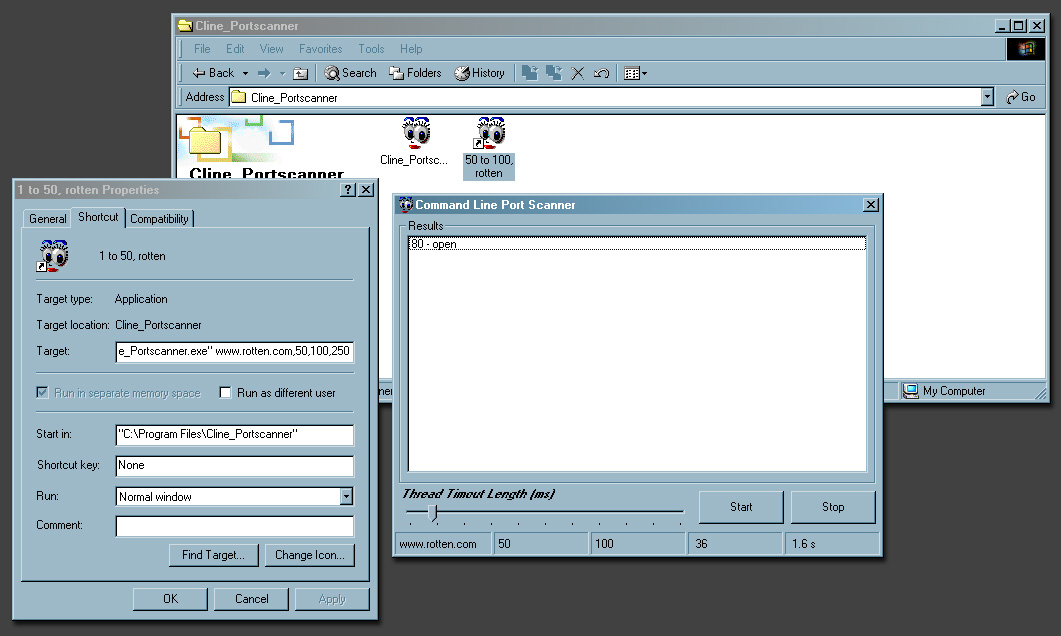 Cline_Portscanner
File Edit View Favorites Tools Help
Back Search Folders History
Address Cline_Portscanner Go
Cline_Portsc...
50 to 100,
rotten
Cline_Portscanner
My Computer
1 to 50, rotten Properties
General Shortcut Compatibility
1 to 50, rotten
Target type: Application
Target location: Cline_Portscanner
Target: e_Portscanner.exe" www.rotten.com,50,100,250
Run in separate memory space Run as different user
Start in: "C:\Program Files\Cline_Portscanner"
Shortcut key: None
Run: Normal window
Comment:
Find Target... Change Icon...
OK Cancel Apply
Command Line Port Scanner
Results
80 - open
Thread Timout Length (ms)
Start Stop
www.rotten.com 50 100 36 1.6 s